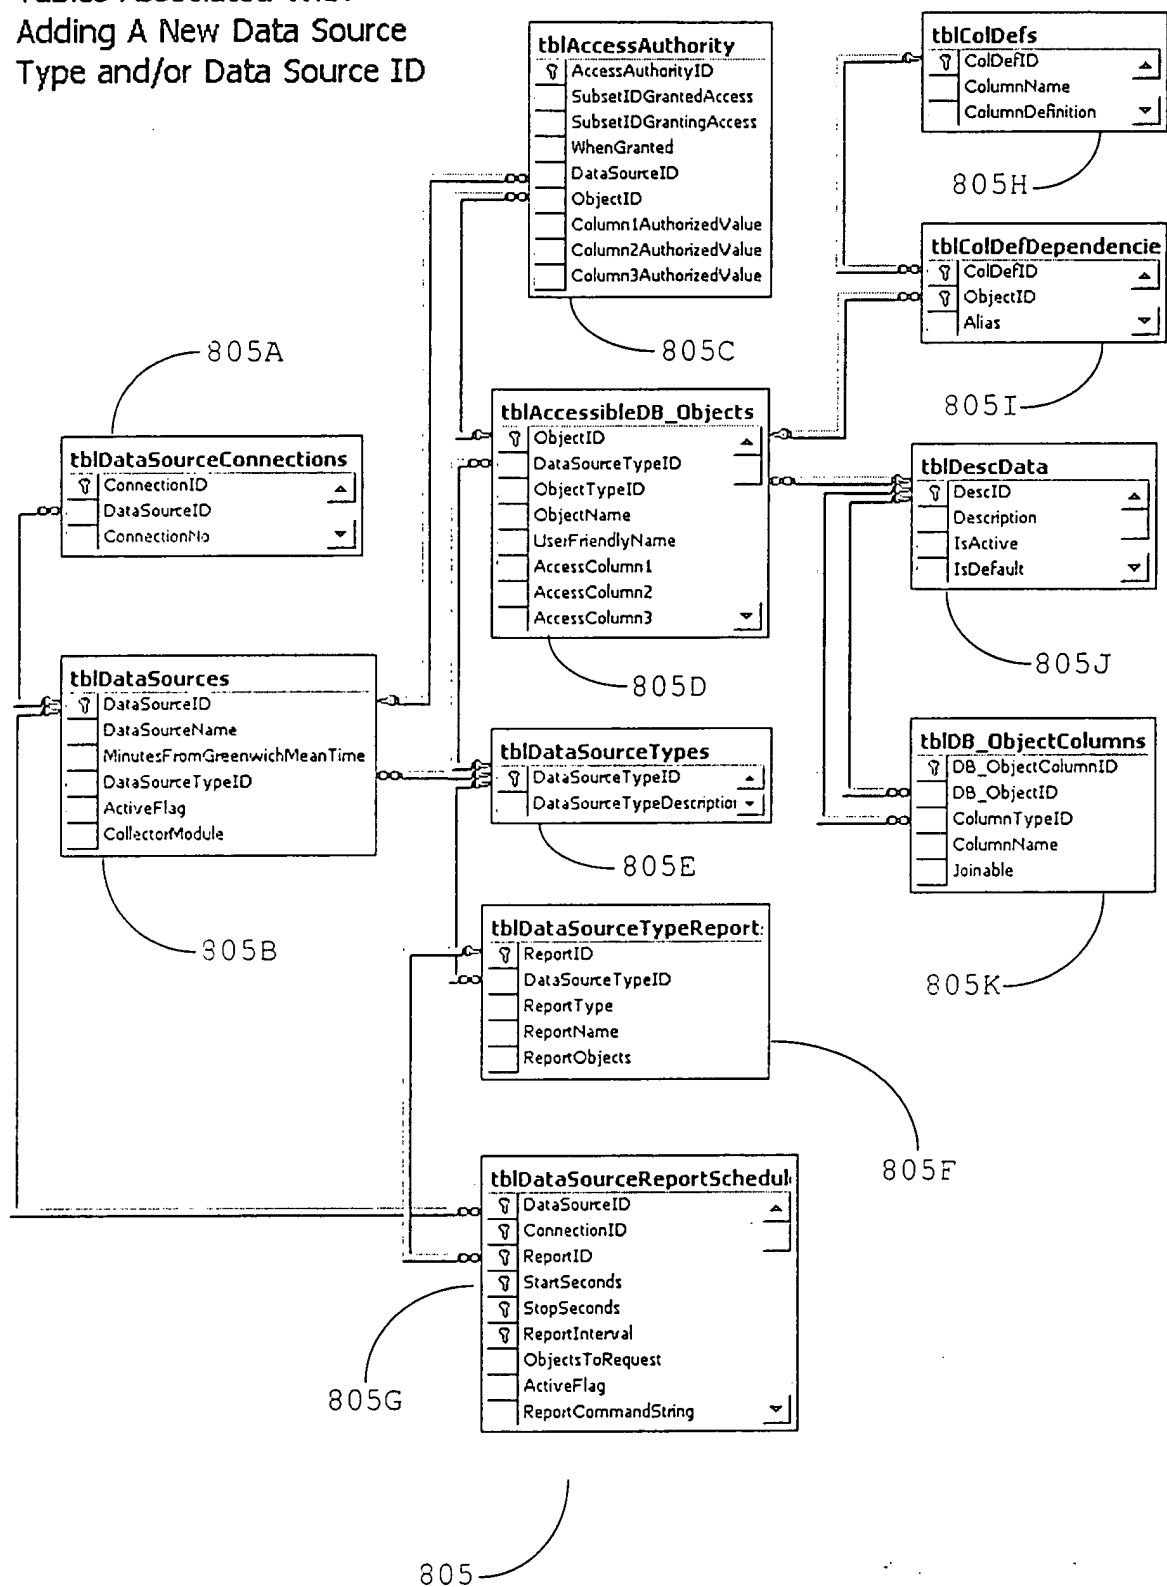 Adding A New Data Source
Type and/or Data Source ID
tblAccessAuthority
AccessAuthorityID
SubsetIDGrantedAccess
SubsetIDGrantingAccess
WhenGranted
DataSourceID
ObjectID
Column1AuthorizedValue
Column2AuthorizedValue
Column3AuthorizedValue
805C
tblColDefs
ColDefID
ColumnName
ColumnDefinition
805H
tblColDefDependencie
ColDefID
ObjectID
Alias
805I
805A
tblDataSourceConnections
ConnectionID
DataSourceID
ConnectionNo
tblAccessibleDB_Objects
ObjectID
DataSourceTypeID
ObjectTypeID
ObjectName
UserFriendlyName
AccessColumn1
AccessColumn2
AccessColumn3
805D
tblDescData
DescID
Description
IsActive
IsDefault
805J
tblDataSources
DataSourceID
DataSourceName
MinutesFromGreenwichMeanTime
DataSourceTypeID
ActiveFlag
CollectorModule
805B
tblDataSourceTypes
DataSourceTypeID
DataSourceTypeDescription
805E
tblDB_ObjectColumns
DB_ObjectColumnID
DB_ObjectID
ColumnTypeID
ColumnName
Joinable
805K
tblDataSourceTypeReport
ReportID
DataSourceTypeID
ReportType
ReportName
ReportObjects
805F
tblDataSourceReportSchedul
DataSourceID
ConnectionID
ReportID
StartSeconds
StopSeconds
ReportInterval
ObjectsToRequest
ActiveFlag
ReportCommandString
805G
805